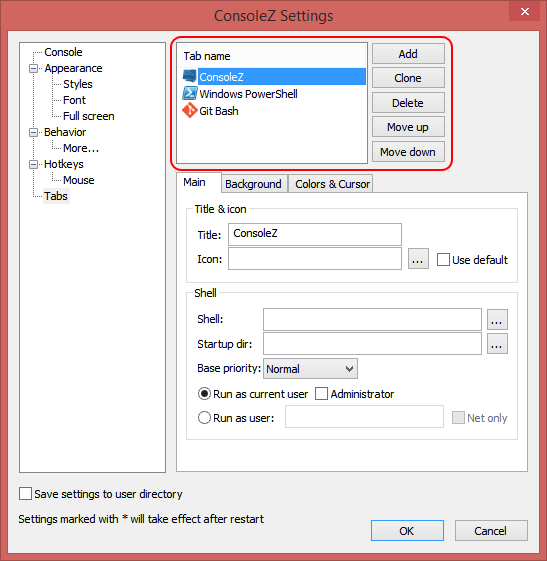 ConsoleZ Settings
Console
Appearance
Styles
Font
Full screen
Behavior
More...
Hotkeys
Mouse
Tabs
Tab name
ConsoleZ
Windows PowerShell
Git Bash
Add
Clone
Delete
Move up
Move down
Main Background Colors & Cursor
Title & icon
Title: ConsoleZ
Icon: ... Use default
Shell
Shell: ...
Startup dir: ...
Base priority: Normal
Run as current user Administrator
Run as user: Net only
Save settings to user directory
Settings marked with * will take effect after restart
OK Cancel